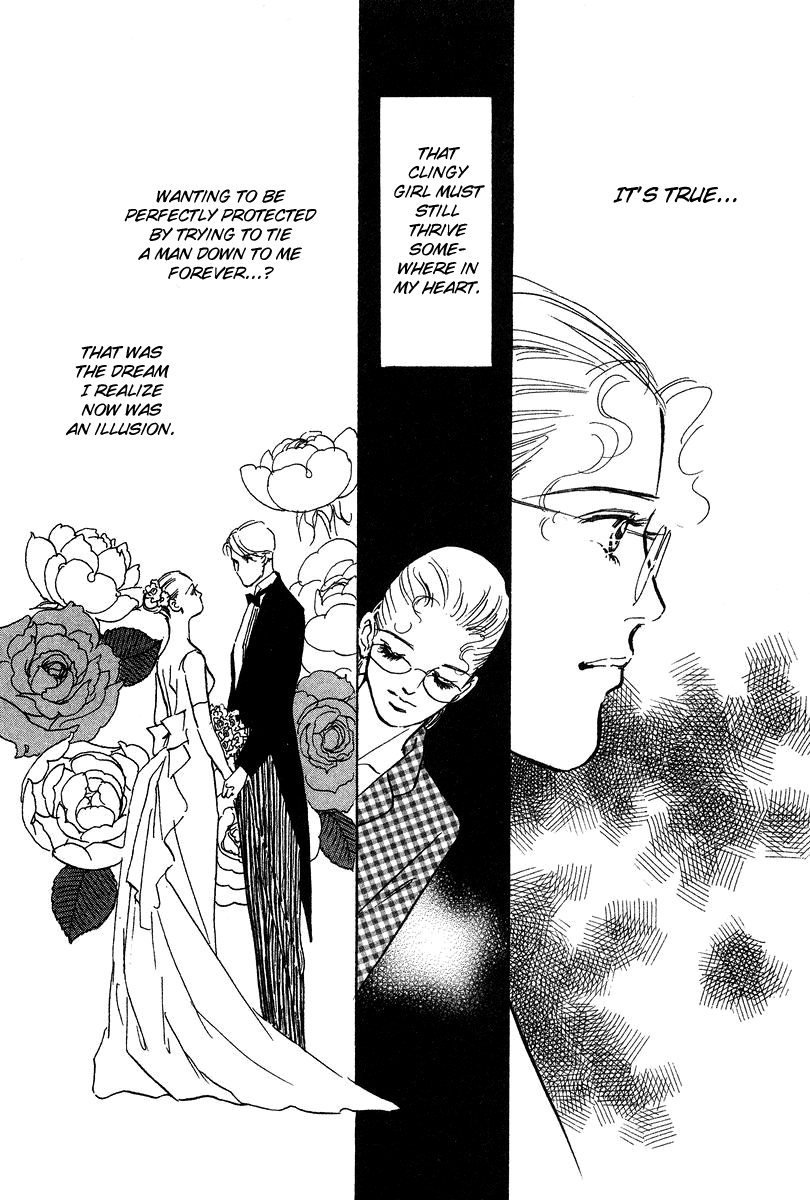 IT'S TRUE...
THAT
CLINGY
GIRL MUST
STILL
THRIVE
SOME-
WHERE IN
MY HEART.
WANTING TO BE
PERFECTLY PROTECTED
BY TRYING TO TIE
A MAN DOWN TO ME
FOREVER...?
THAT WAS
THE DREAM
I REALIZE
NOW WAS
AN ILLUSION.